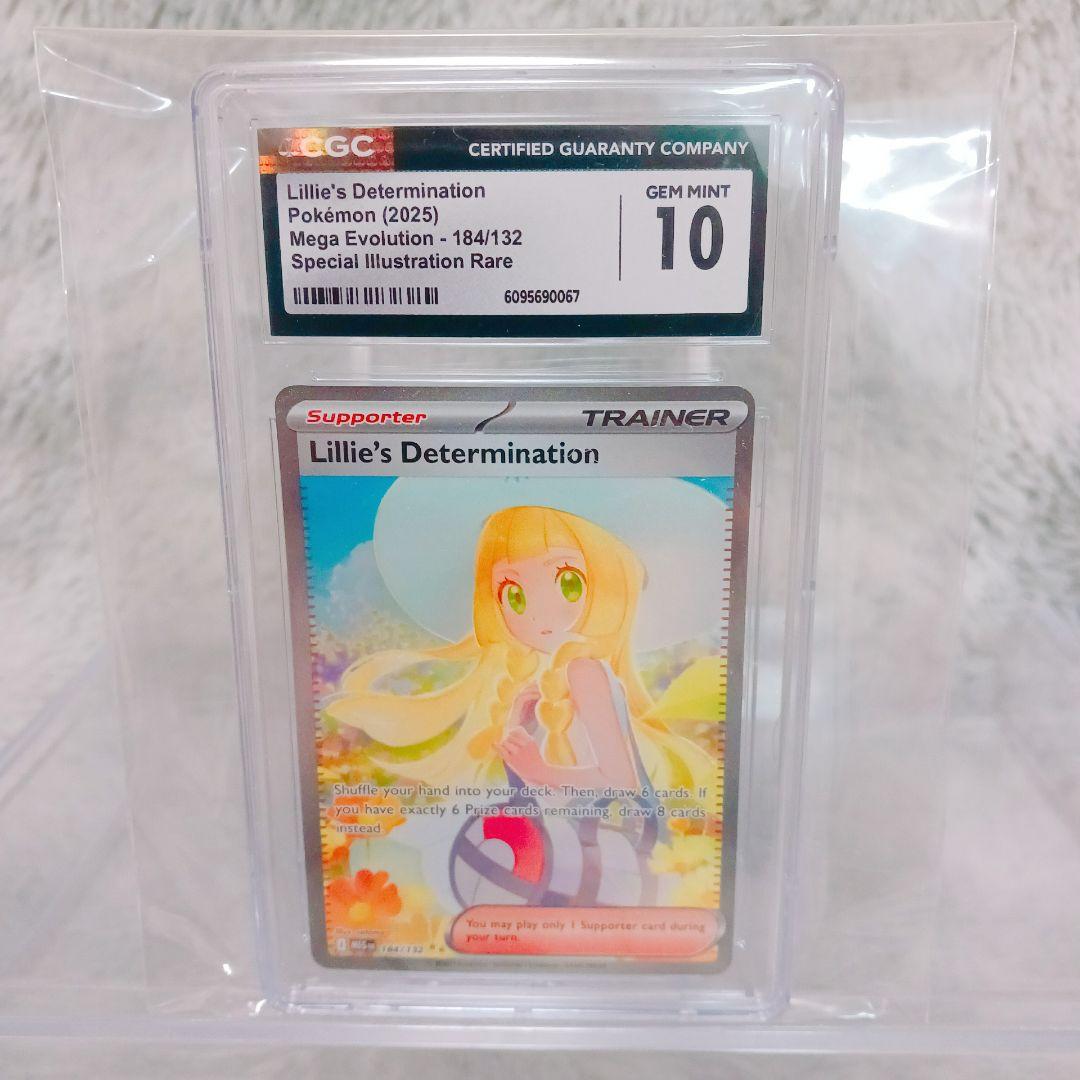 CGC CERTIFIED GUARANTY COMPANY
Lillie's Determination
Pokémon (2025)
Mega Evolution - 184/132
Special Illustration Rare
GEM MINT
10
6095690067
Supporter TRAINER
Lillie's Determination
Shuffle your hand into your deck. Then, draw 6 cards. If
you have exactly 6 Prize cards remaining, draw 8 cards
instead.
You may play only 1 Supporter card during
your turn.
184/132